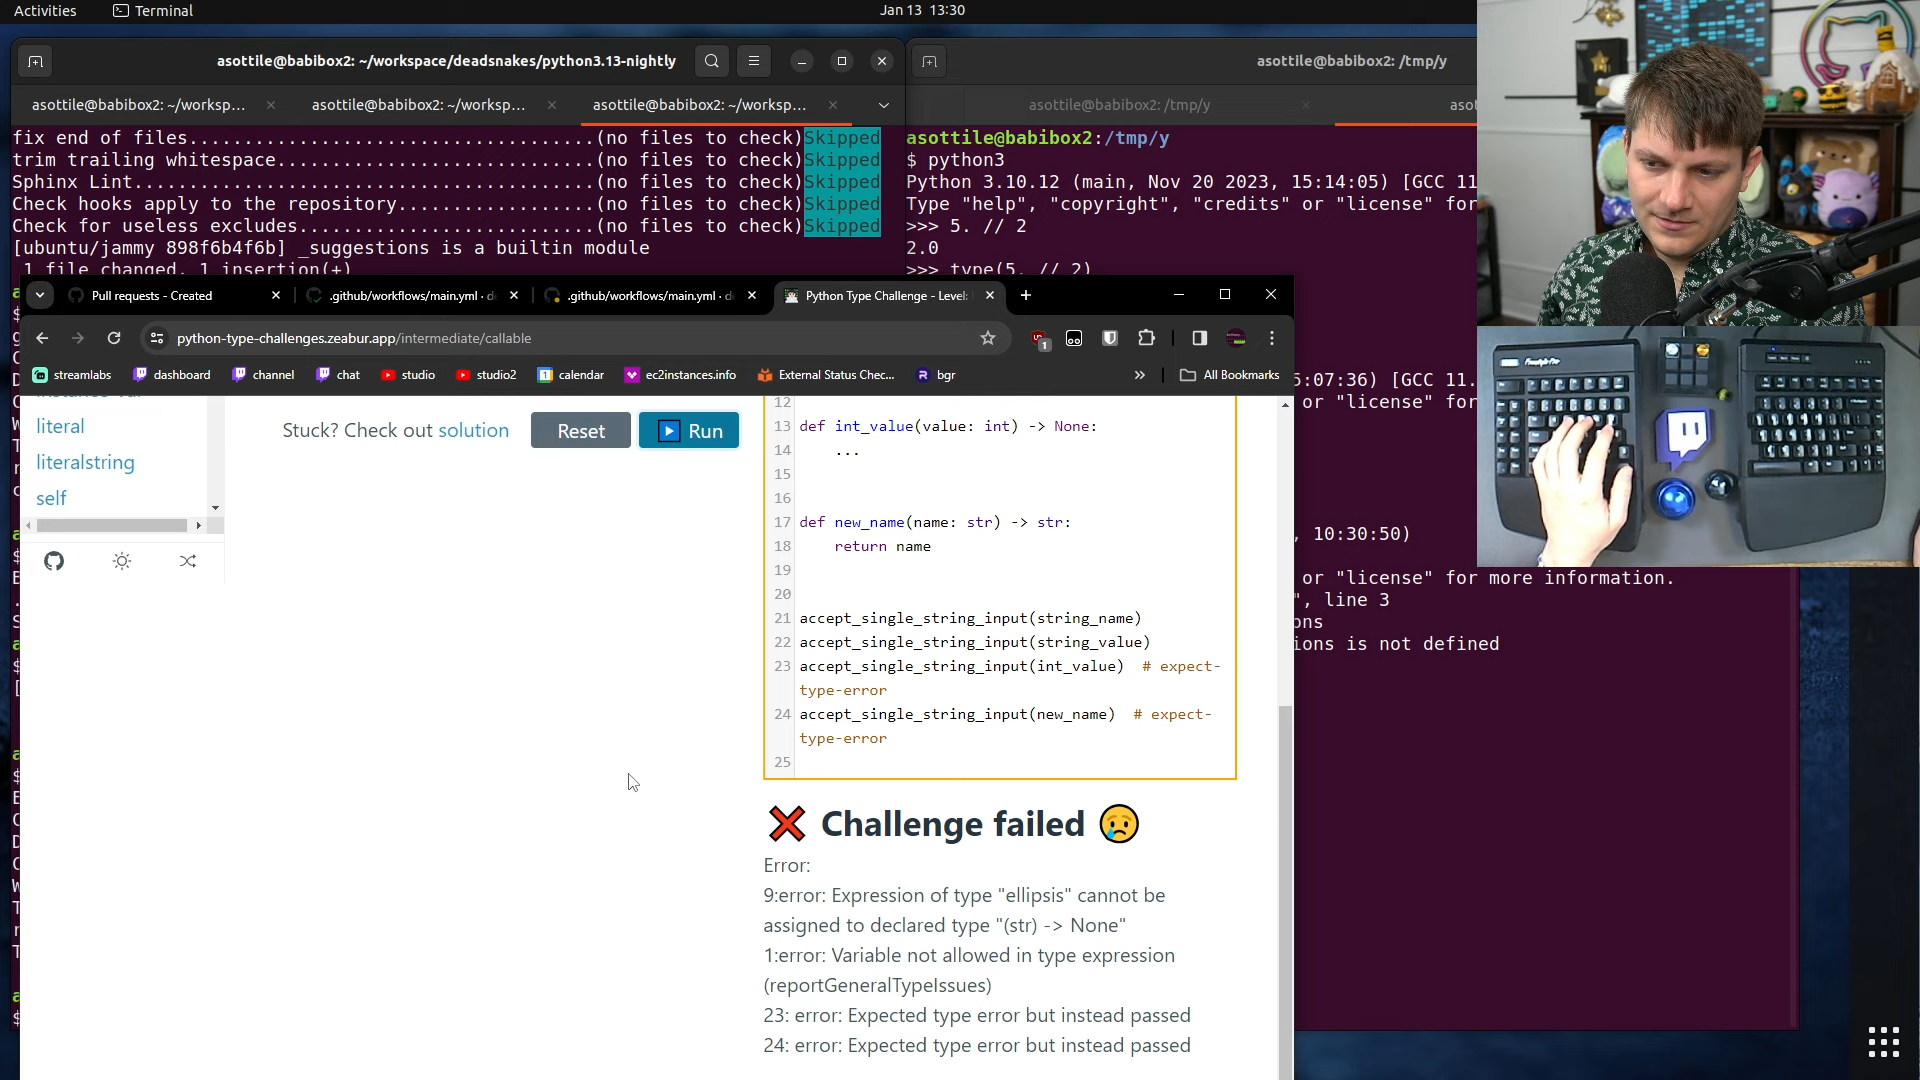 Activities
Terminal
Jan 13 13:30
asottile@babibox2: ~/workspace/deadsnakes/python3.13-nightly
asottile@babibox2: /tmp/y
asottile@babibox2: ~/worksp...
asottile@babibox2: ~/worksp...
asottile@babibox2: ~/worksp...
asottile@babibox2: /tmp/y
asot
fix end of files.....................................(no files to check)Skipped
trim trailing whitespace.............................(no files to check)Skipped
Sphinx Lint..........................................(no files to check)Skipped
Check hooks apply to the repository..................(no files to check)Skipped
Check for useless excludes...........................(no files to check)Skipped
[ubuntu/jammy 898f6b4f6b] _suggestions is a builtin module
1 file changed, 1 insertion(+)
asottile@babibox2:/tmp/y
$ python3
Python 3.10.12 (main, Nov 20 2023, 15:14:05) [GCC 11
Type "help", "copyright", "credits" or "license" for
>>> 5. // 2
2.0
>>> type(5. // 2)
Pull requests - Created
.github/workflows/main.yml · d
.github/workflows/main.yml · d
Python Type Challenge - Level:
python-type-challenges.zeabur.app/intermediate/callable
1
streamlabs
dashboard
channel
chat
studio
studio2
calendar
ec2instances.info
External Status Chec...
bgr
»
All Bookmarks
5:07:36) [GCC 11.
or "license" for
, 10:30:50)
or "license" for more information.
", line 3
ons
ions is not defined
literal
literalstring
self
Stuck? Check out solution
Reset
Run
12
13 def int_value(value: int) -> None:
14 ...
15
16
17 def new_name(name: str) -> str:
18 return name
19
20
21 accept_single_string_input(string_name)
22 accept_single_string_input(string_value)
23 accept_single_string_input(int_value) # expect-
type-error
24 accept_single_string_input(new_name) # expect-
type-error
25
❌ Challenge failed 😢
Error:
9:error: Expression of type "ellipsis" cannot be
assigned to declared type "(str) -> None"
1:error: Variable not allowed in type expression
(reportGeneralTypeIssues)
23: error: Expected type error but instead passed
24: error: Expected type error but instead passed